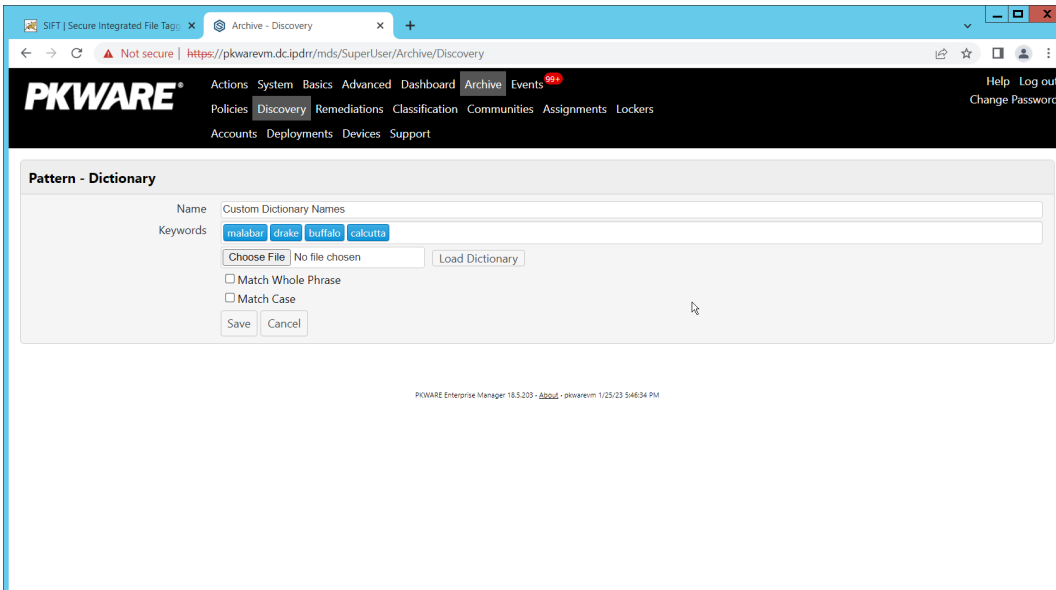 SIFT | Secure Integrated File Tagg
Archive - Discovery
Not secure | https://pkwarevm.dc.ipdrr/mds/SuperUser/Archive/Discovery
PKWARE®
Actions System Basics Advanced Dashboard Archive Events 99+
Help Log out
Policies Discovery Remediations Classification Communities Assignments Lockers
Change Password
Accounts Deployments Devices Support
Pattern - Dictionary
Name Custom Dictionary Names
Keywords malabar drake buffalo calcutta
Choose File No file chosen Load Dictionary
Match Whole Phrase
Match Case
Save Cancel
PKWARE Enterprise Manager 18.5.203 - About - pkwarevm 1/25/23 5:46:34 PM